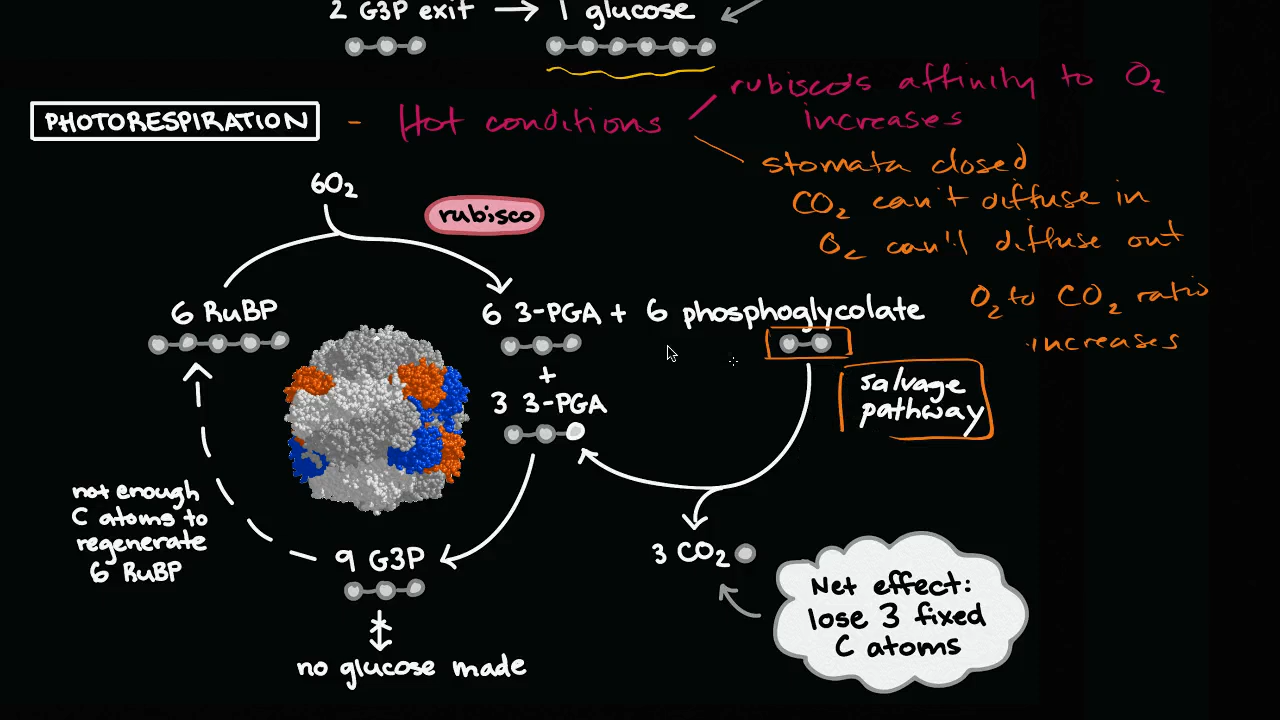 2 G3P exit → 1 glucose
PHOTORESPIRATION - Hot conditions
rubisco's affinity to O2
increases
stomata closed
CO2 can't diffuse in
O2 can't diffuse out
O2 to CO2 ratio
increases
6O2
rubisco
6 RuBP
6 3-PGA + 6 phosphoglycolate
+
3 3-PGA
salvage
pathway
not enough
C atoms to
regenerate
6 RuBP
9 G3P
3 CO2
Net effect:
lose 3 fixed
C atoms
no glucose made